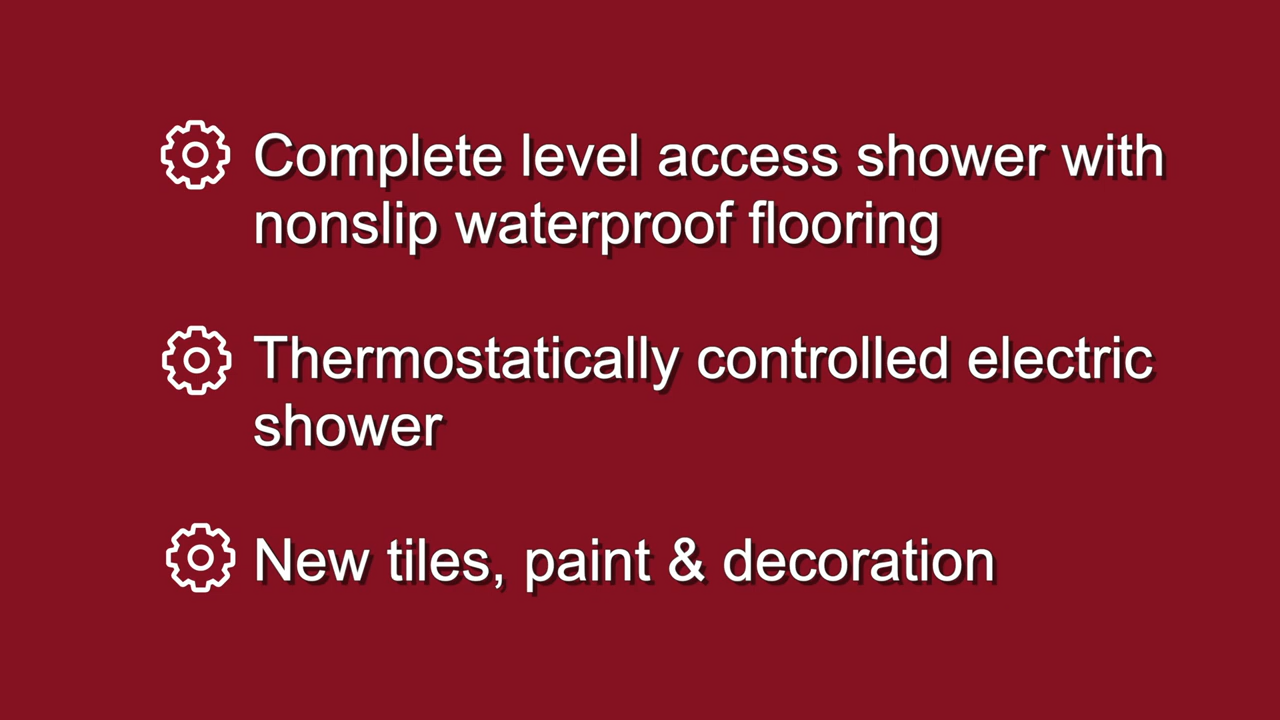 Complete level access shower with
nonslip waterproof flooring
Thermostatically controlled electric
shower
New tiles, paint & decoration